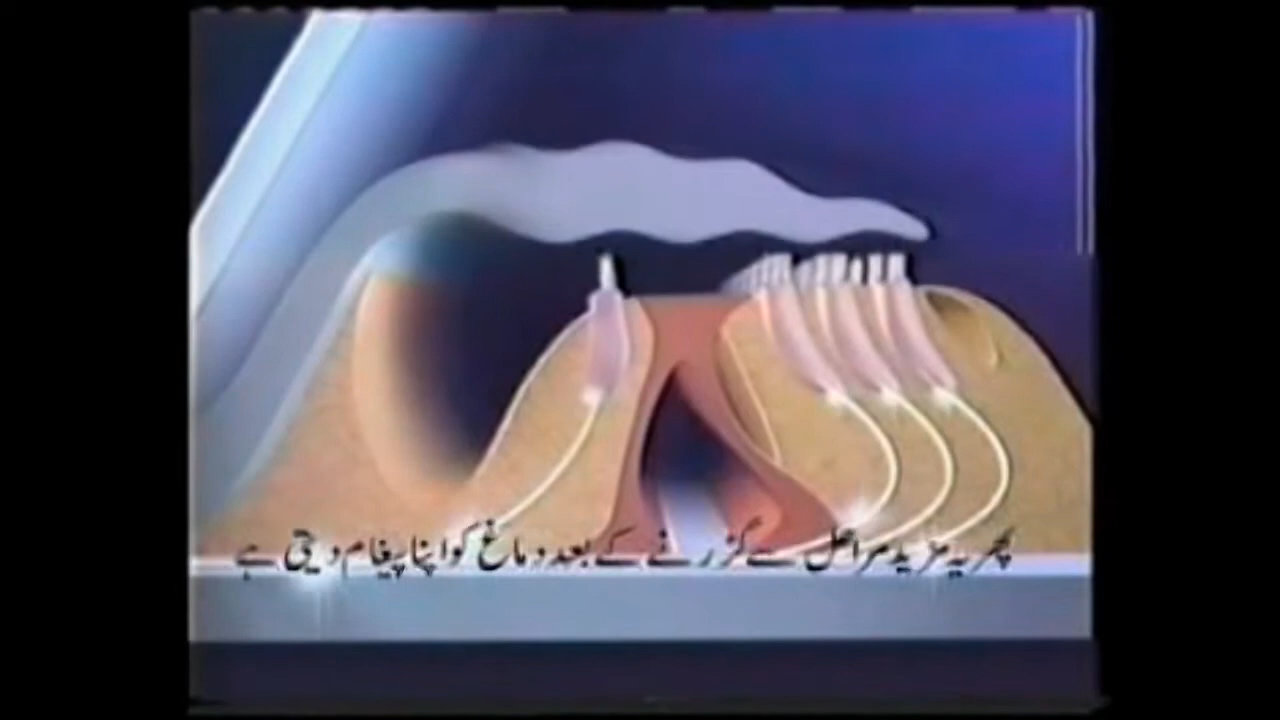 پھر یہ مزید مراحل سے گزرنے کے بعد دماغ کو اپنا پیغام دیتی ہے